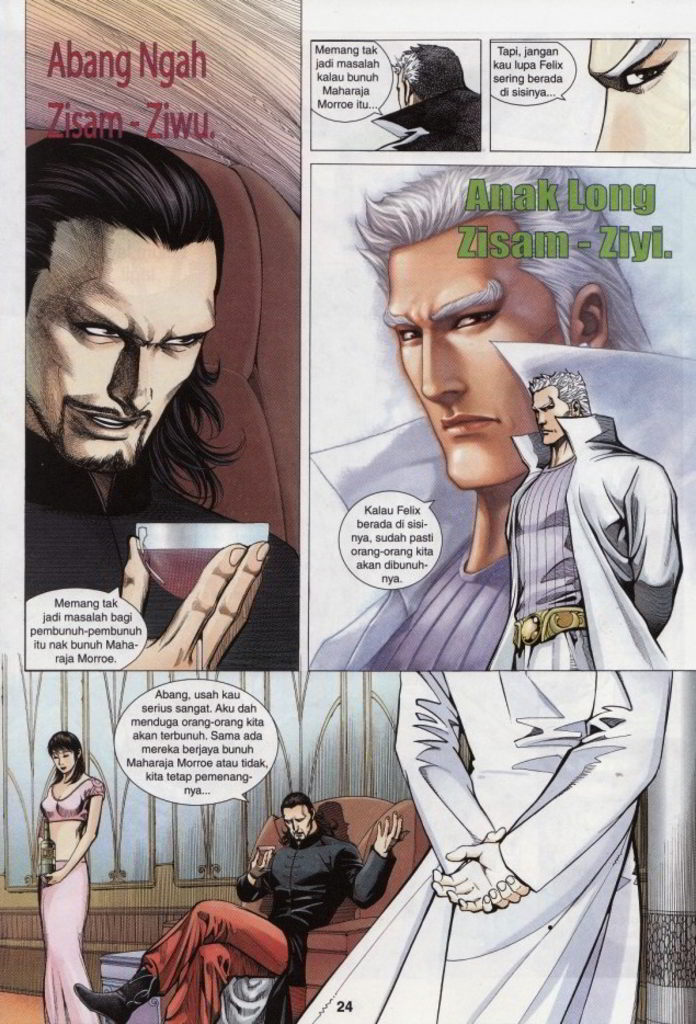 Abang Ngah
Zisam - Ziwu.
Memang tak
jadi masalah
kalau bunuh
Maharaja
Morroe itu...
Tapi, jangan
kau lupa Felix
sering berada
di sisinya...
Anak Long
Zisam - Ziyi.
Memang tak
jadi masalah bagi
pembunuh-pembunuh
itu nak bunuh Maha-
raja Morroe.
Kalau Felix
berada di sisi-
nya, sudah pasti
orang-orang kita
akan dibunuh-
nya.
Abang, usah kau
serius sangat. Aku dah
menduga orang-orang kita
akan terbunuh. Sama ada
mereka berjaya bunuh
Maharaja Morroe atau tidak,
kita tetap pemenang-
nya...
24